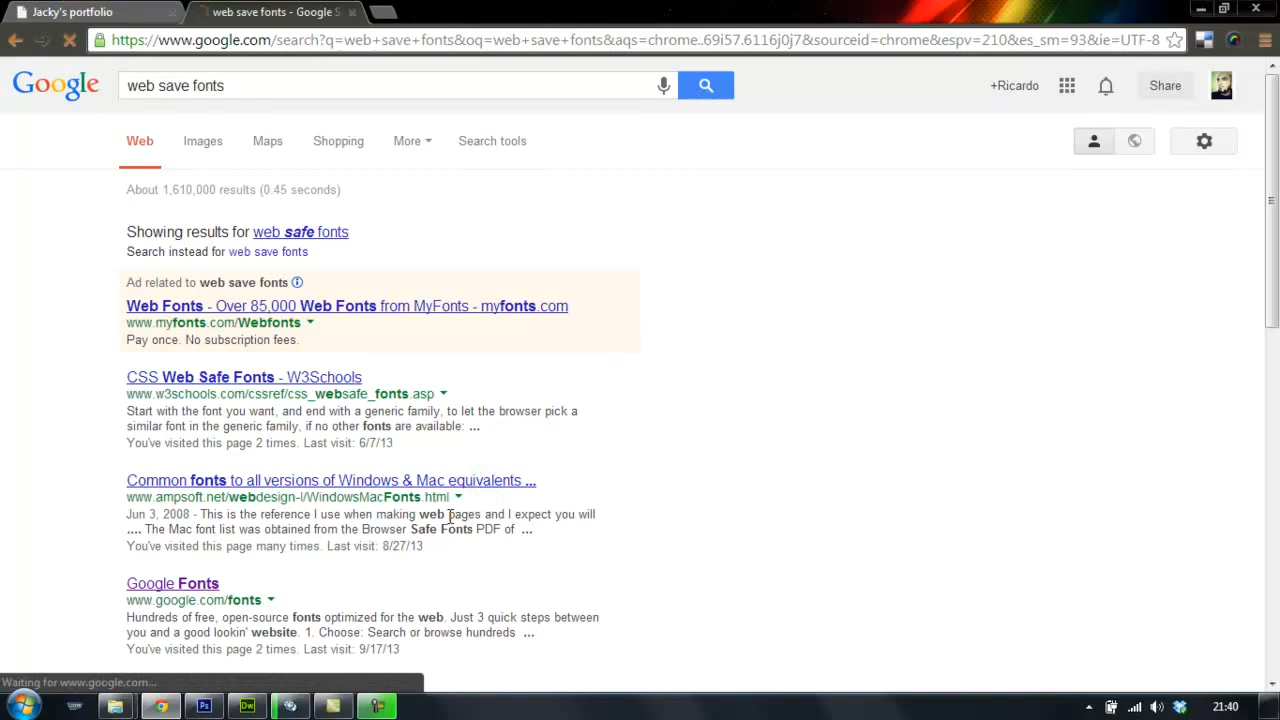 Jacky's portfolio
web save fonts - Google S
https://www.google.com/search?q=web+save+fonts&oq=web+save+fonts&aqs=chrome..69i57.6116j0j7&sourceid=chrome&espv=210&es_sm=93&ie=UTF-8
Google
web save fonts
+Ricardo
Share
Web Images Maps Shopping More Search tools
About 1,610,000 results (0.45 seconds)
Showing results for web safe fonts
Search instead for web save fonts
Ad related to web save fonts
Web Fonts - Over 85,000 Web Fonts from MyFonts - myfonts.com
www.myfonts.com/Webfonts
Pay once. No subscription fees.
CSS Web Safe Fonts - W3Schools
www.w3schools.com/cssref/css_websafe_fonts.asp
Start with the font you want, and end with a generic family, to let the browser pick a
similar font in the generic family, if no other fonts are available: ...
You've visited this page 2 times. Last visit: 6/7/13
Common fonts to all versions of Windows & Mac equivalents ...
www.ampsoft.net/webdesign-l/WindowsMacFonts.html
Jun 3, 2008 - This is the reference I use when making web pages and I expect you will
.... The Mac font list was obtained from the Browser Safe Fonts PDF of ...
You've visited this page many times. Last visit: 8/27/13
Google Fonts
www.google.com/fonts
Hundreds of free, open-source fonts optimized for the web. Just 3 quick steps between
you and a good lookin' website. 1. Choose: Search or browse hundreds ...
You've visited this page 2 times. Last visit: 9/17/13
Waiting for www.google.com...
Ps
Dw
21:40